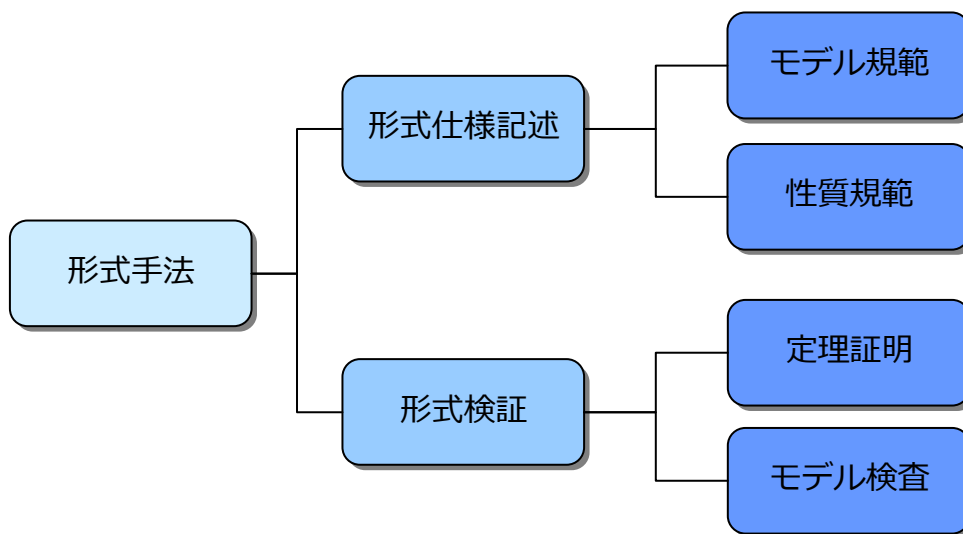 モデル規範
形式仕様記述
性質規範
形式手法
定理証明
形式検証
モデル検査